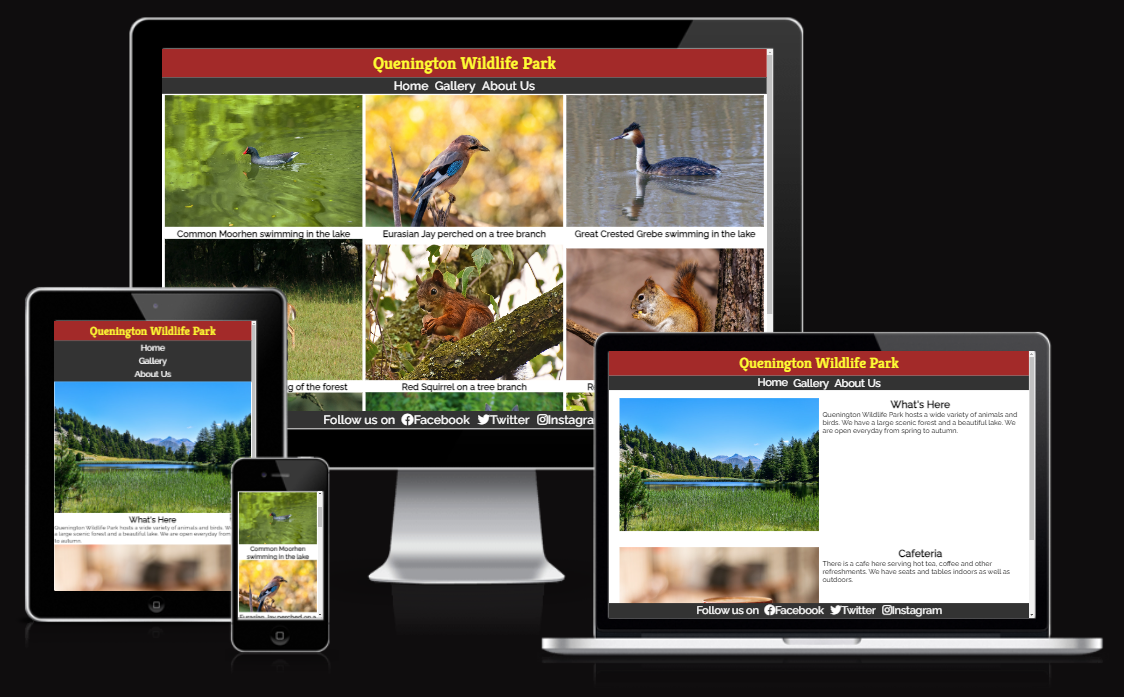 Quenington Wildlife Park
Home Gallery About Us
Common Moorhen swimming in the lake
Eurasian Jay perched on a tree branch
Great Crested Grebe swimming in the lake
g of the forest
Red Squirrel on a tree branch
Follow us on Facebook Twitter Instagra
Quenington Wildlife Park
Home
Gallery
About Us
What's Here
Quenington Wildlife Park hosts a wide variety of animals and birds. We
a large scenic forest and a beautiful lake. We are open everyday from
to autumn.
Common Moorhen
swimming in the lake
Eurasian Jay perched on a
Quenington Wildlife Park
Home Gallery About Us
What's Here
Quenington Wildlife Park hosts a wide variety of animals and
birds. We have a large scenic forest and a beautiful lake. We
are open everyday from spring to autumn.
Cafeteria
There is a cafe here serving hot tea, coffee and other
refreshments. We have seats and tables indoors as well as
outdoors.
Follow us on Facebook Twitter Instagram